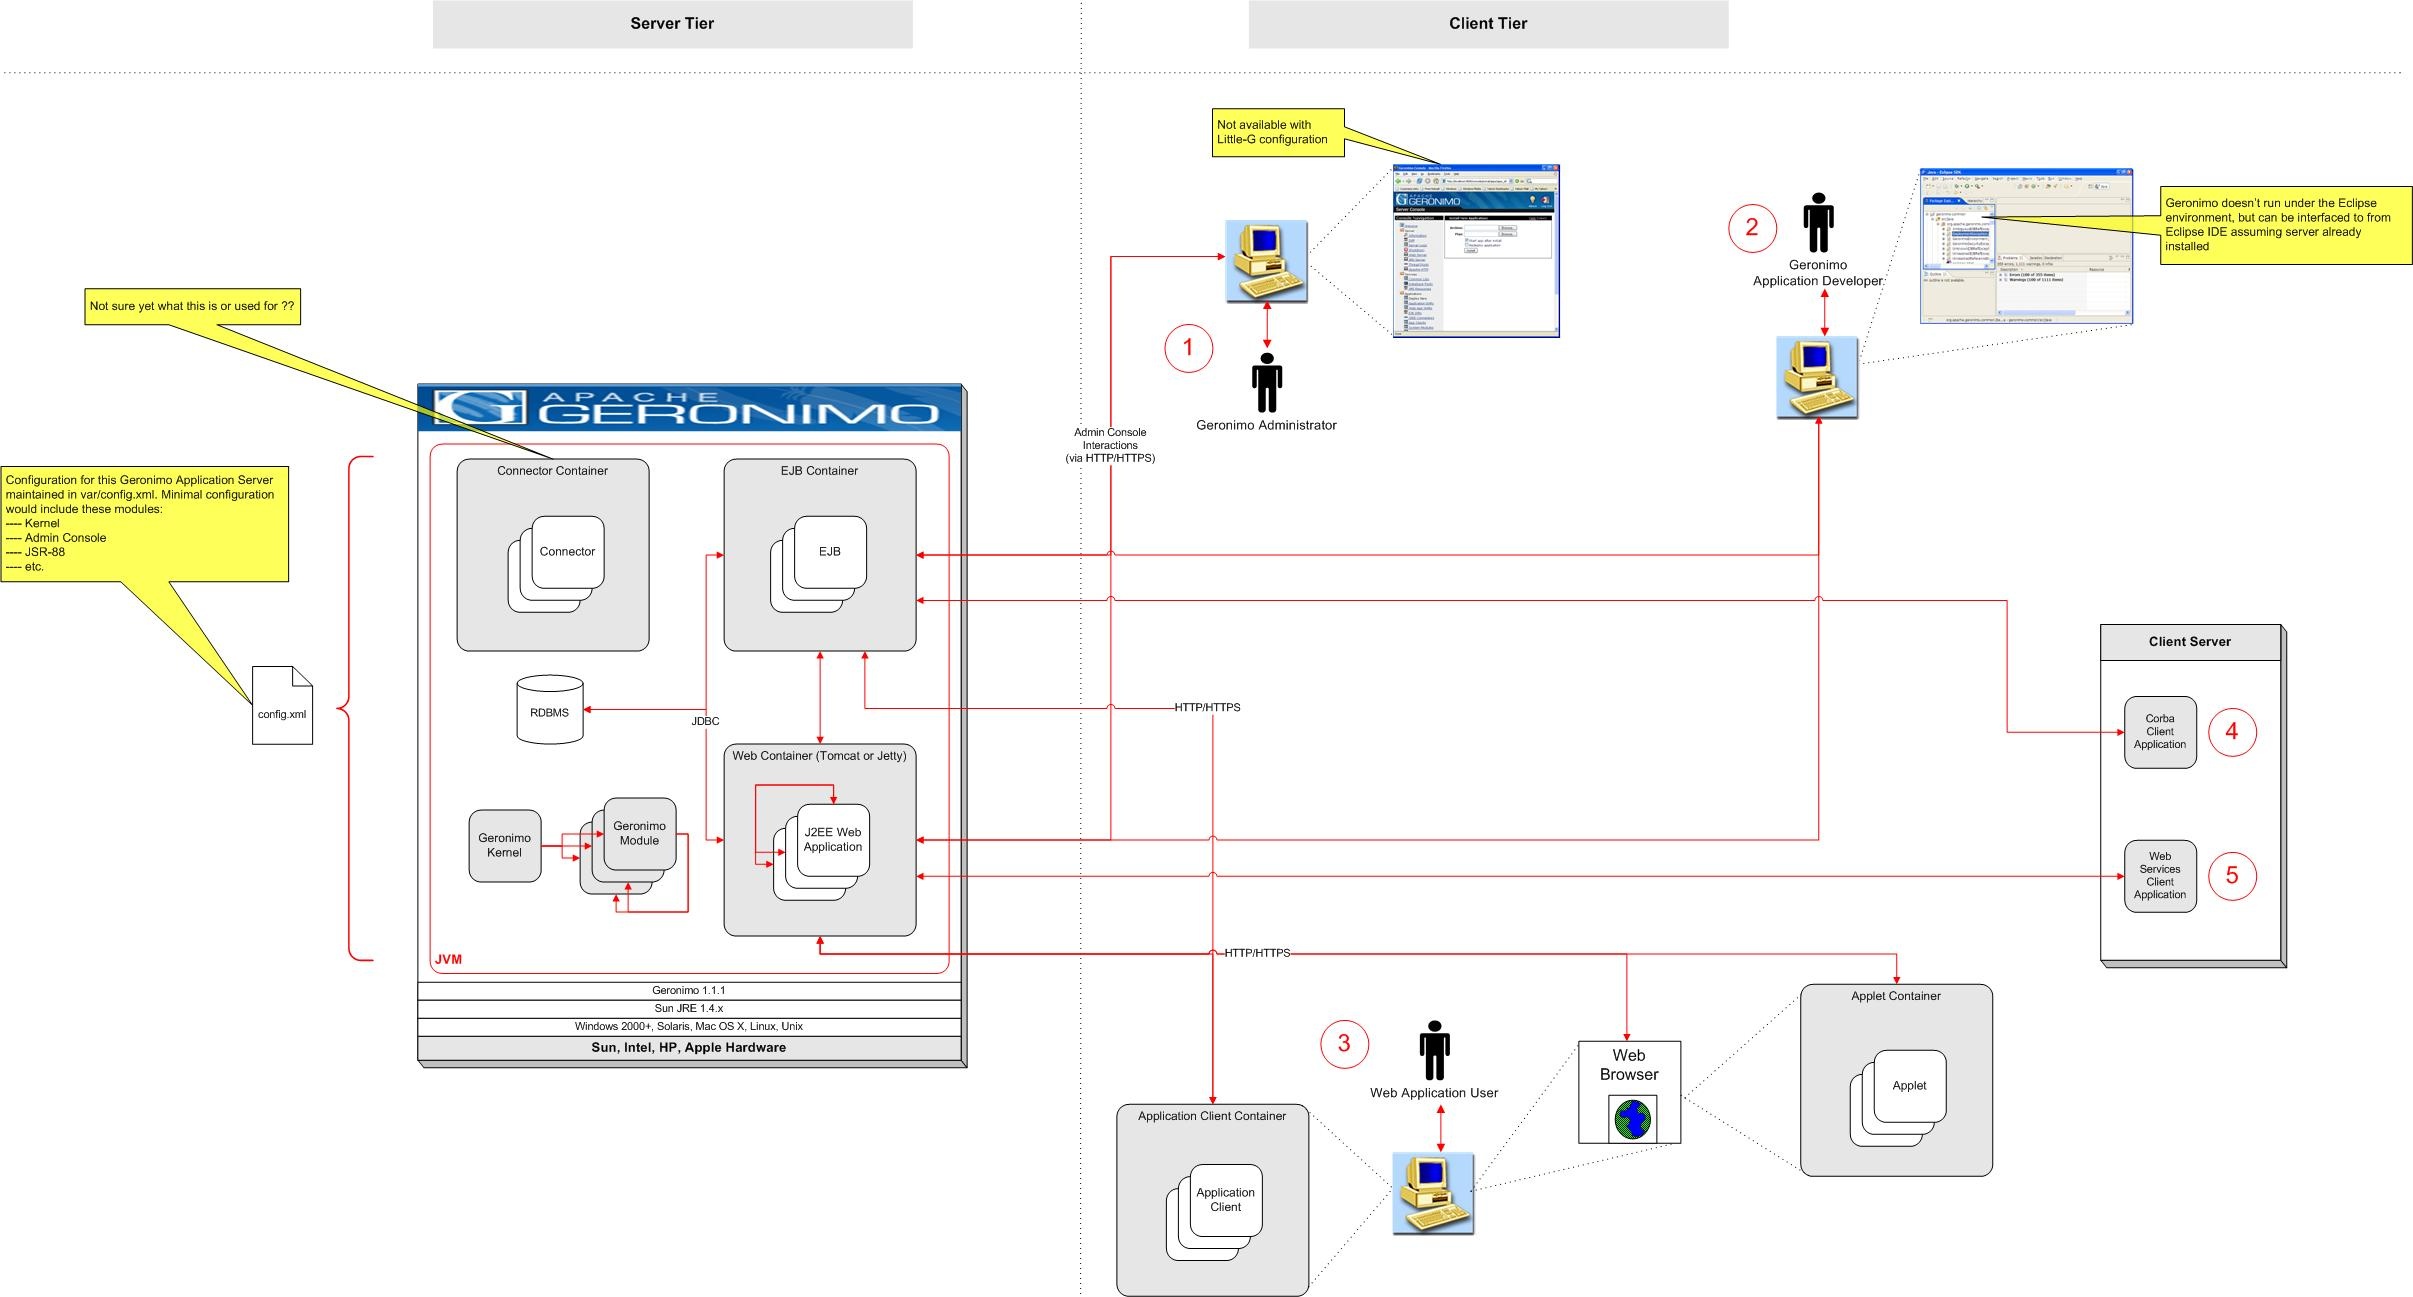 Server Tier
Client Tier
Not available with
Little-G configuration
APACHE
GERONIMO
Server Console
2
Geronimo
Application Developer
Geronimo doesn't run under the Eclipse
environment, but can be interfaced to from
Eclipse IDE assuming server already
installed
1
Geronimo Administrator
Not sure yet what this is or used for ??
APACHE
GERONIMO
Admin Console
Interactions
(via HTTP/HTTPS)
Configuration for this Geronimo Application Server
maintained in var/config.xml. Minimal configuration
would include these modules:
---- Kernel
---- Admin Console
---- JSR-88
---- etc.
config.xml
Connector Container
Connector
EJB Container
EJB
RDBMS
JDBC
HTTP/HTTPS
Web Container (Tomcat or Jetty)
J2EE Web
Application
Geronimo
Kernel
Geronimo
Module
JVM
Geronimo 1.1.1
Sun JRE 1.4.x
Windows 2000+, Solaris, Mac OS X, Linux, Unix
Sun, Intel, HP, Apple Hardware
Client Server
Corba
Client
Application
4
Web
Services
Client
Application
5
HTTP/HTTPS
3
Web Application User
Web
Browser
Applet Container
Applet
Application Client Container
Application
Client